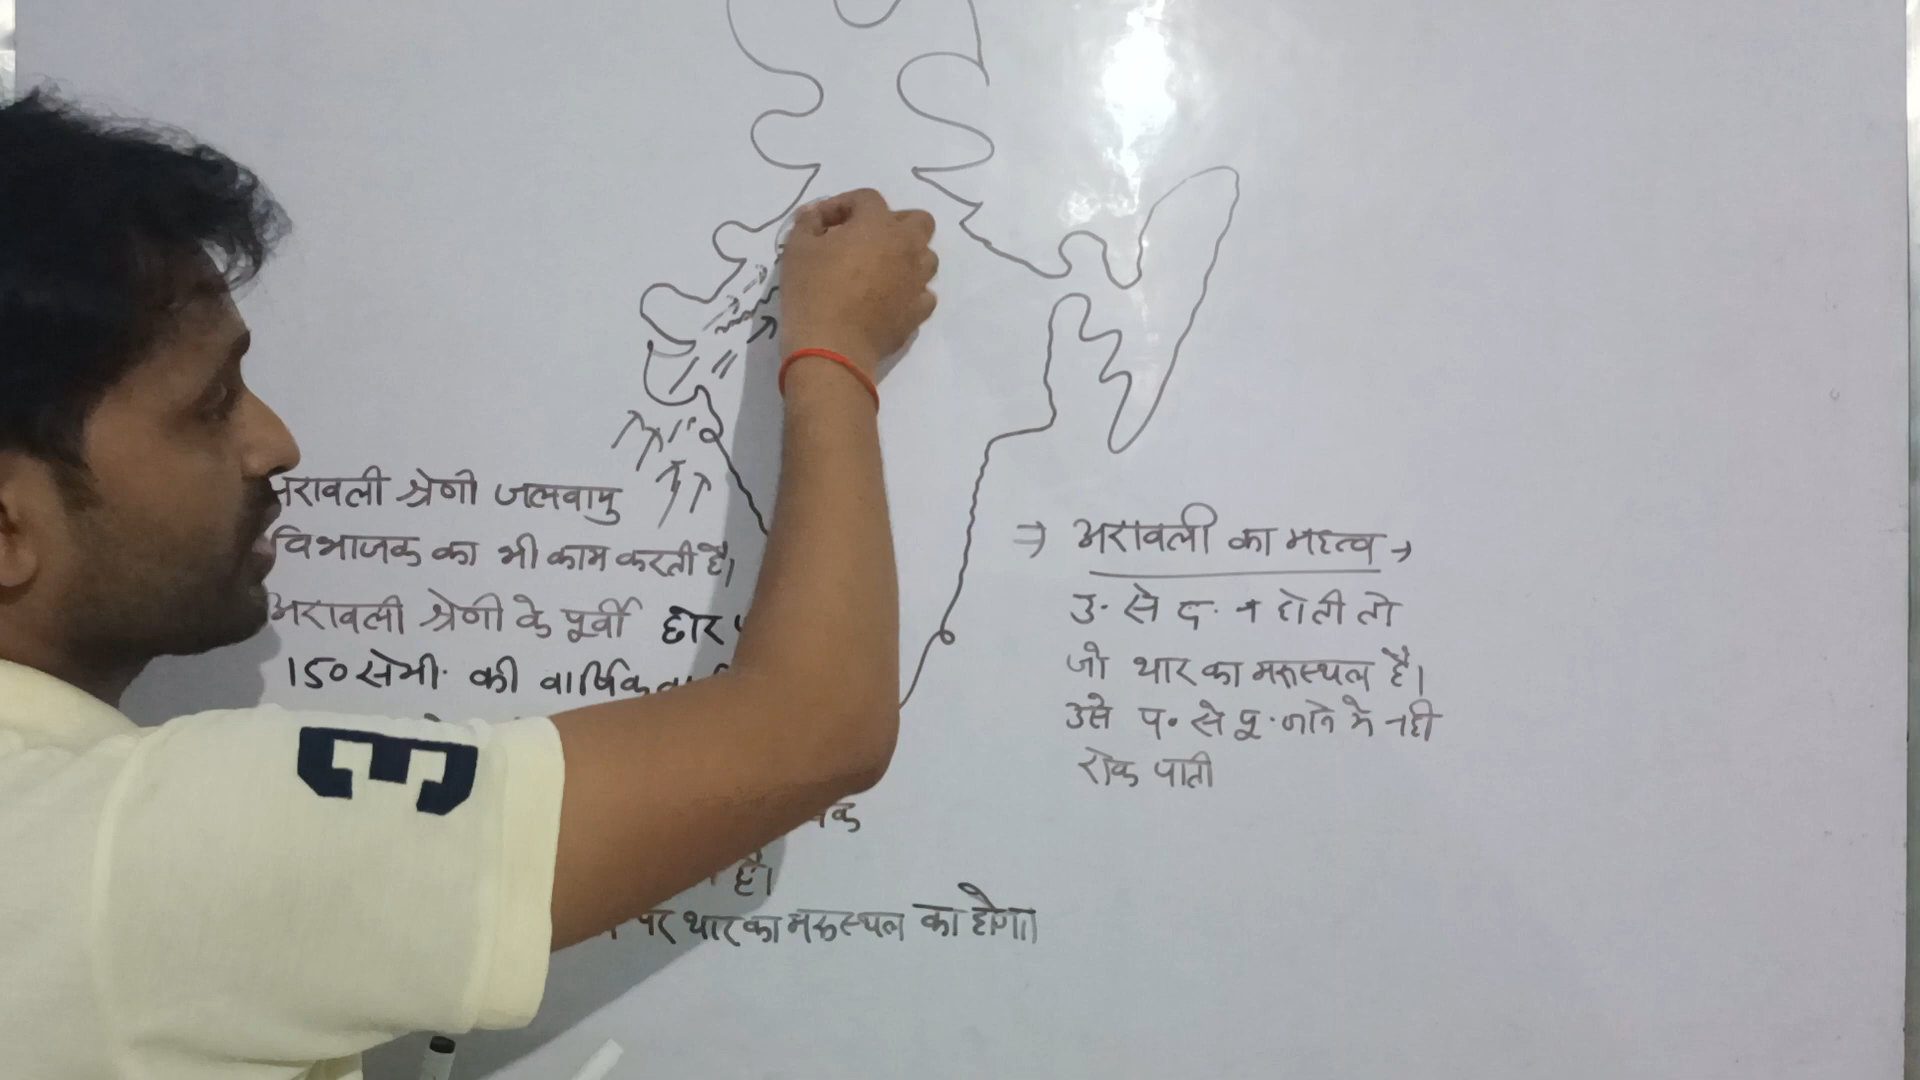 अरावली श्रेणी जलवायु
विभाजक का भी काम करती है।
अरावली श्रेणी के पूर्वी छोर
150 सेमी. की वार्षिक
है।
पर थार का मरूस्थल का होगा।
⇒ अरावली का महत्व →
उ. से द. न होती तो
जो थार का मरूस्थल है।
उसे प. से पू. जाने मे नही
रोक पाती
E